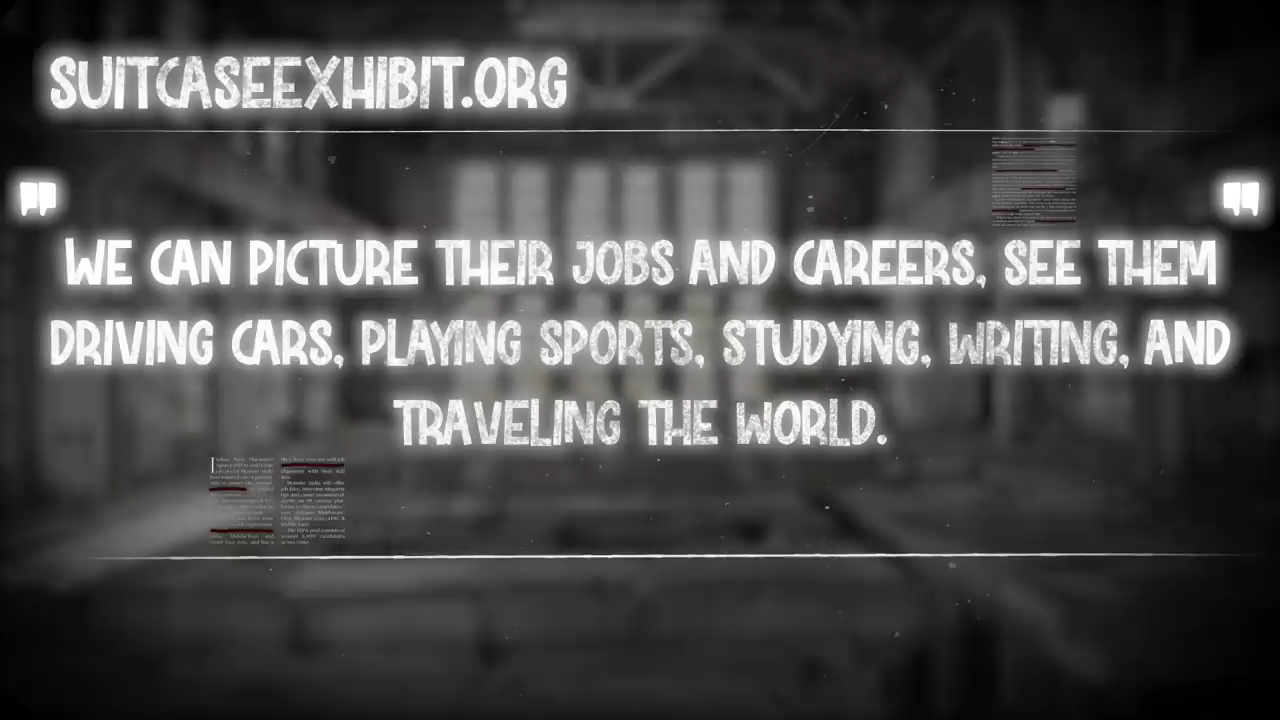 SUITCASEEXHIBIT.ORG
"
"
WE CAN PICTURE THEIR JOBS AND CAREERS, SEE THEM
DRIVING CARS, PLAYING SPORTS, STUDYING, WRITING, AND
TRAVELING THE WORLD.